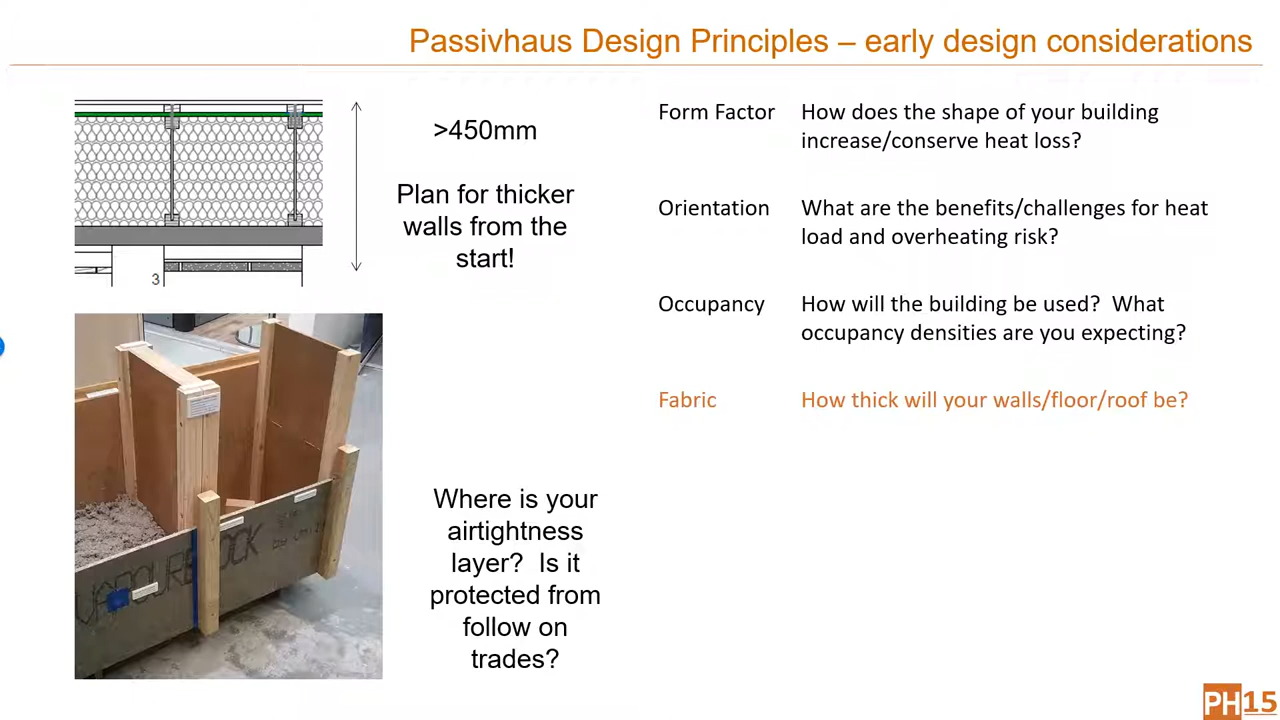 Passivhaus Design Principles – early design considerations
>450mm
Plan for thicker
walls from the
start!
3
Where is your
airtightness
layer? Is it
protected from
follow on
trades?
Form Factor
How does the shape of your building
increase/conserve heat loss?
Orientation
What are the benefits/challenges for heat
load and overheating risk?
Occupancy
How will the building be used? What
occupancy densities are you expecting?
Fabric
How thick will your walls/floor/roof be?
PH15